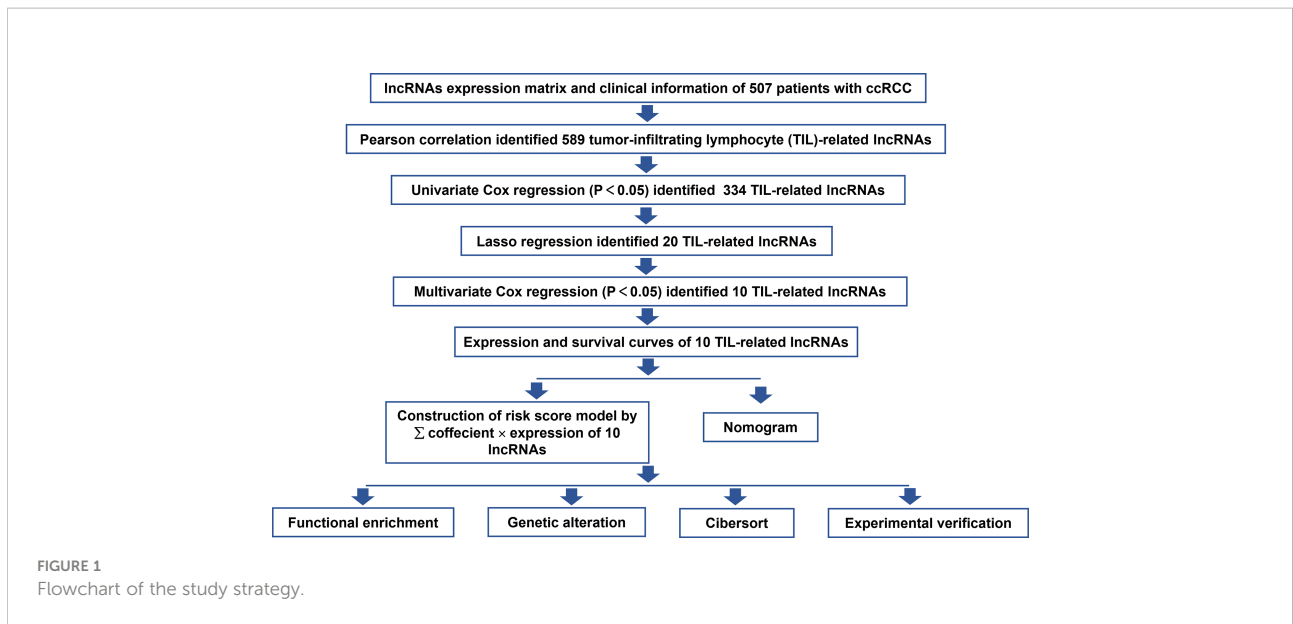 lncRNAs expression matrix and clinical information of 507 patients with ccRCC
Pearson correlation identified 589 tumor-infiltrating lymphocyte (TIL)-related lncRNAs
Univariate Cox regression (P < 0.05) identified 334 TIL-related lncRNAs
Lasso regression identified 20 TIL-related lncRNAs
Multivariate Cox regression (P < 0.05) identified 10 TIL-related lncRNAs
Expression and survival curves of 10 TIL-related lncRNAs
Construction of risk score model by
∑ coffecient × expression of 10
lncRNAs
Nomogram
Functional enrichment
Genetic alteration
Cibersort
Experimental verification
FIGURE 1
Flowchart of the study strategy.